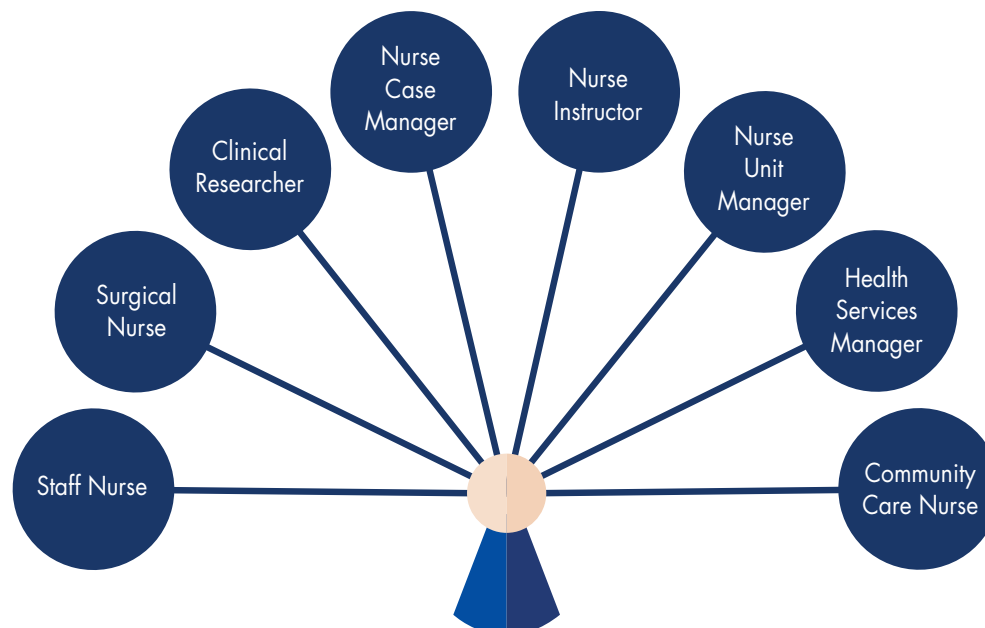 Nurse
Case
Manager
Nurse
Instructor
Clinical
Researcher
Nurse
Unit
Manager
Surgical
Nurse
Health
Services
Manager
Staff Nurse
Community
Care Nurse